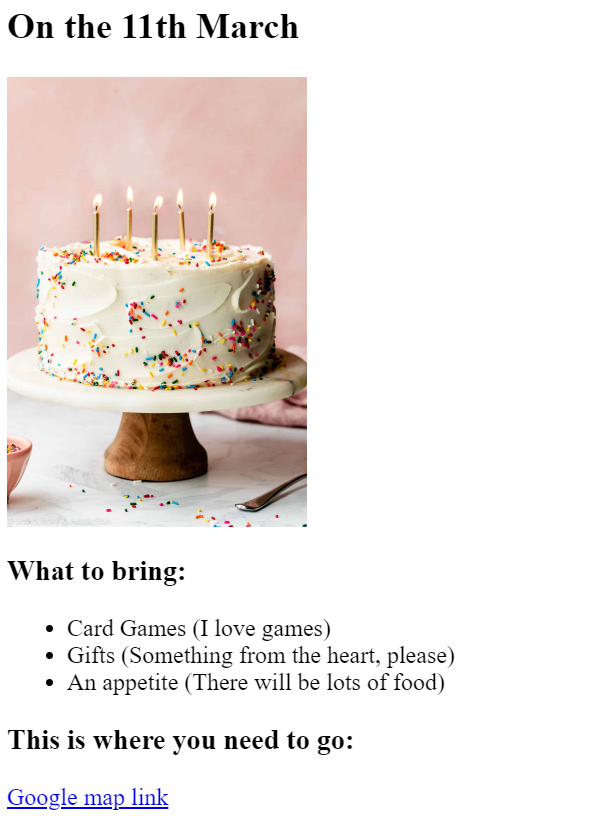 On the 11th March
What to bring:
Card Games (I love games)
Gifts (Something from the heart, please)
An appetite (There will be lots of food)
This is where you need to go:
Google map link